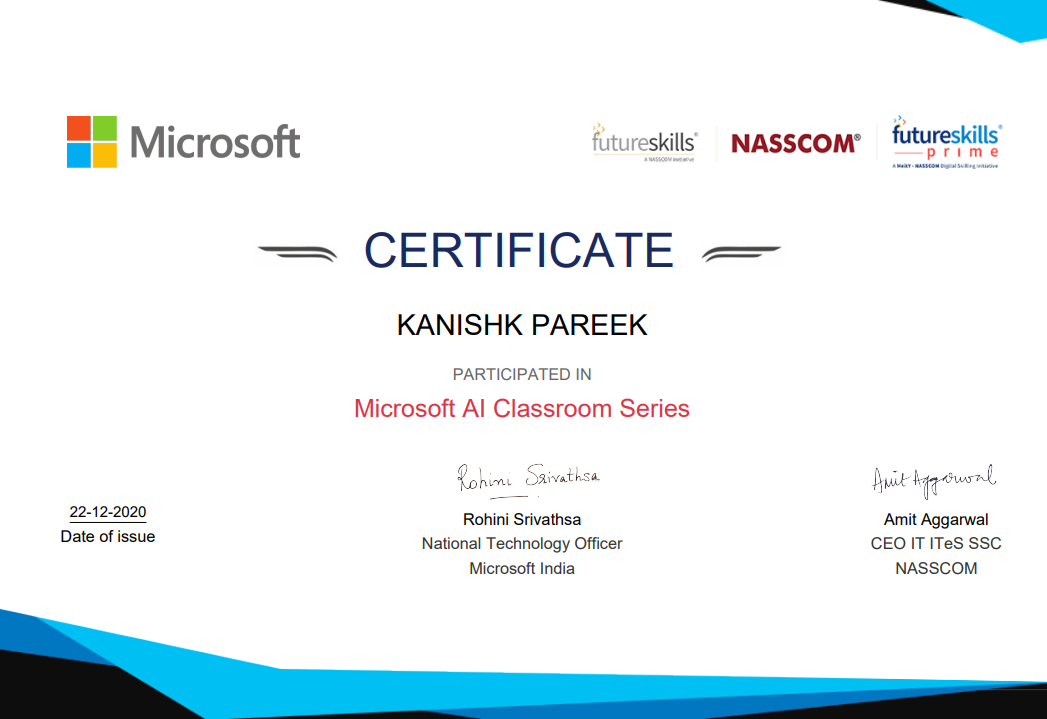 Microsoft
futureskills®
A NASSCOM Initiative
NASSCOM®
futureskills®
prime
A MeitY - NASSCOM Digital Skilling Initiative
CERTIFICATE
KANISHK PAREEK
PARTICIPATED IN
Microsoft AI Classroom Series
Rohini Srivathsa
Amit Aggarwal
22-12-2020
Date of issue
Rohini Srivathsa
National Technology Officer
Microsoft India
Amit Aggarwal
CEO IT ITeS SSC
NASSCOM